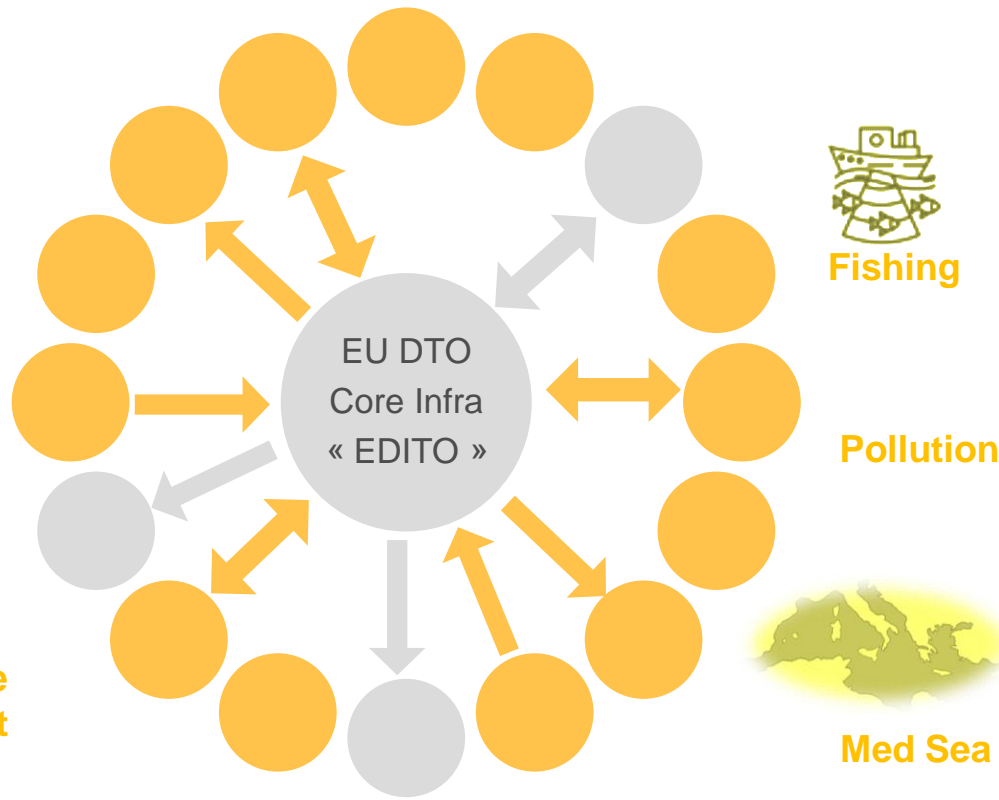 Fishing
EU DTO
Core Infra
« EDITO »
Pollution
Med Sea